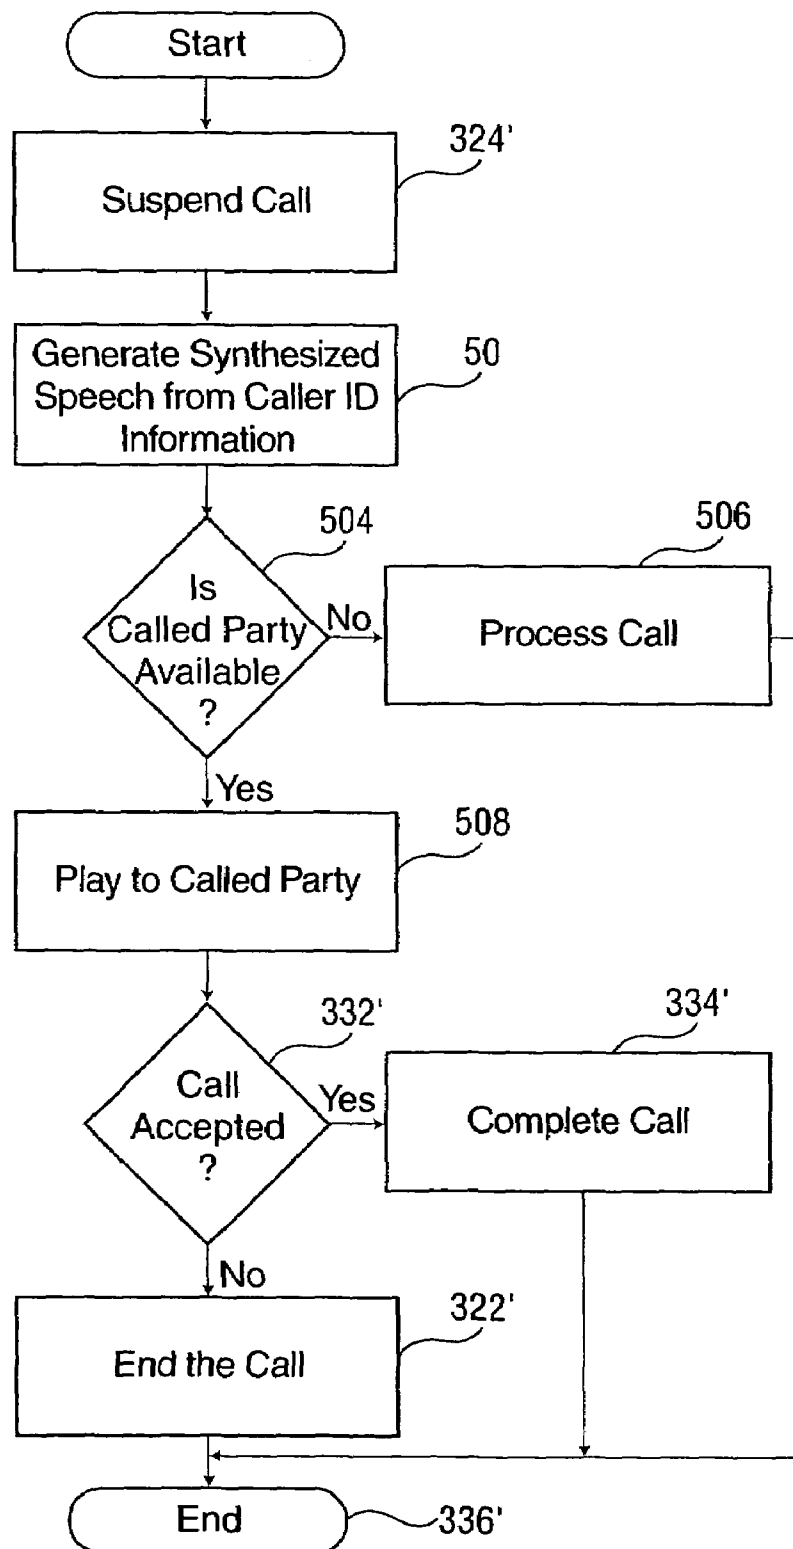 Start
324'
Suspend Call
Generate Synthesized
Speech from Caller ID
Information
50
504
506
Is
Called Party
Available
?
No
Process Call
Yes
508
Play to Called Party
332'
334'
Call
Accepted
?
Yes
Complete Call
No
322'
End the Call
End
336'